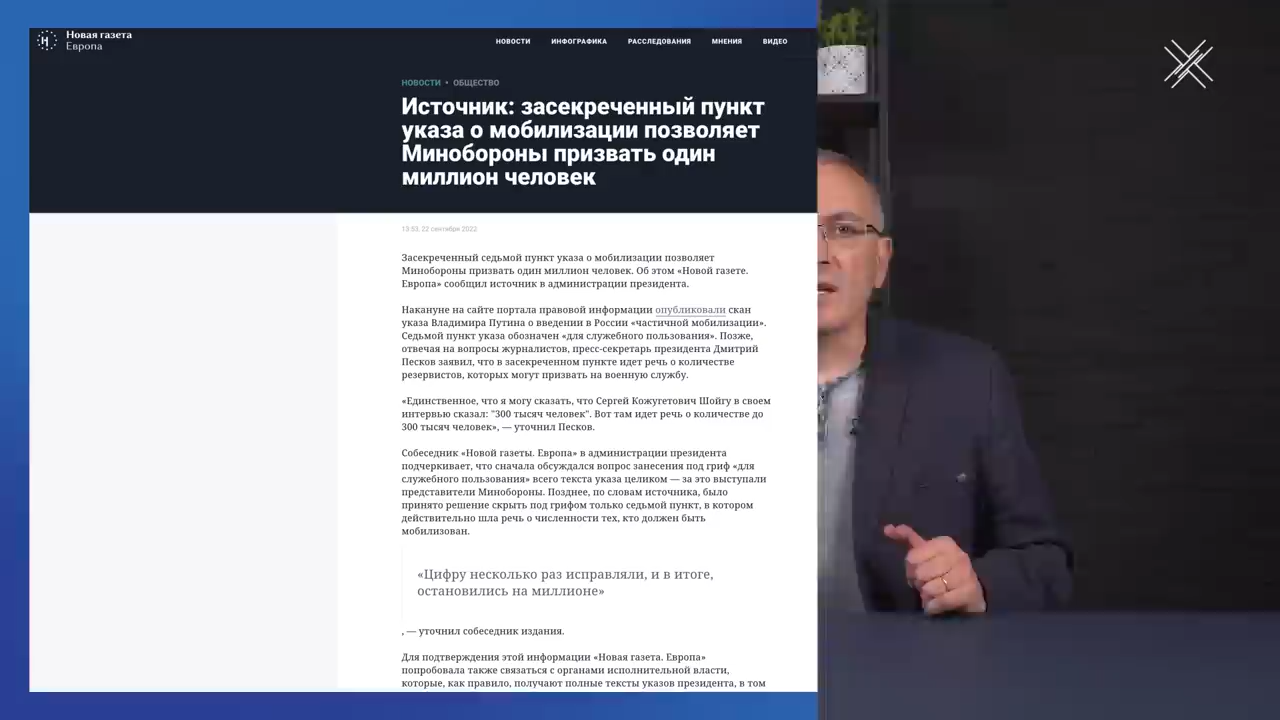 Новая газета
Европа
НОВОСТИ ИНФОГРАФИКА РАССЛЕДОВАНИЯ МНЕНИЯ ВИДЕО
НОВОСТИ • ОБЩЕСТВО
Источник: засекреченный пункт
указа о мобилизации позволяет
Минобороны призвать один
миллион человек
13:53, 22 сентября 2022
Засекреченный седьмой пункт указа о мобилизации позволяет
Минобороны призвать один миллион человек. Об этом «Новой газете.
Европа» сообщил источник в администрации президента.
Накануне на сайте портала правовой информации опубликовали скан
указа Владимира Путина о введении в России «частичной мобилизации».
Седьмой пункт указа обозначен «для служебного пользования». Позже,
отвечая на вопросы журналистов, пресс-секретарь президента Дмитрий
Песков заявил, что в засекреченном пункте идет речь о количестве
резервистов, которых могут призвать на военную службу.
«Единственное, что я могу сказать, что Сергей Кожугетович Шойгу в своем
интервью сказал: "300 тысяч человек". Вот там идет речь о количестве до
300 тысяч человек», — уточнил Песков.
Собеседник «Новой газеты. Европа» в администрации президента
подчеркивает, что сначала обсуждался вопрос занесения под гриф «для
служебного пользования» всего текста указа целиком — за это выступали
представители Минобороны. Позднее, по словам источника, было
принято решение скрыть под грифом только седьмой пункт, в котором
действительно шла речь о численности тех, кто должен быть
мобилизован.
«Цифру несколько раз исправляли, и в итоге,
остановились на миллионе»
, — уточнил собеседник издания.
Для подтверждения этой информации «Новая газета. Европа»
попробовала также связаться с органами исполнительной власти,
которые, как правило, получают полные тексты указов президента, в том